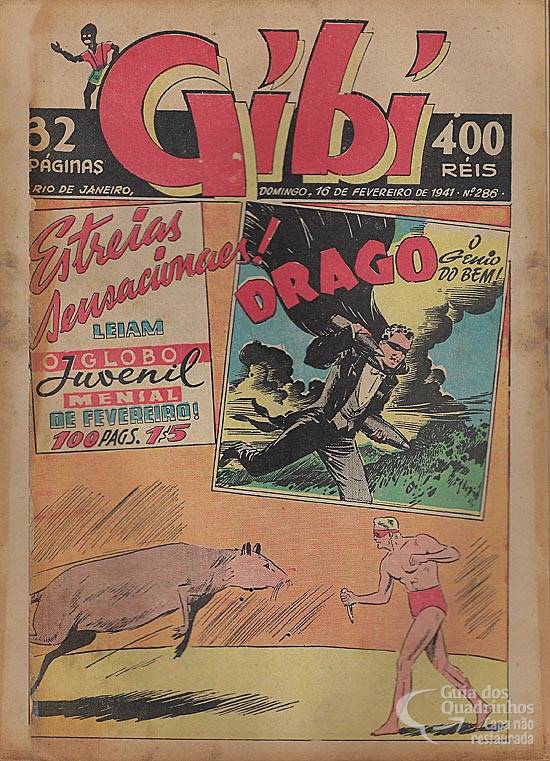 Gibi
32
PÁGINAS
400
RÉIS
RIO DE JANEIRO,
DOMINGO, 16 DE FEVEREIRO DE 1941 · Nº 286 ·
Estreias
sensacionaes!
LEIAM
O GLOBO
Juvenil
MENSAL
DE FEVEREIRO!
100 PAGS. 1$5
DRAGO
O
Genio
DO BEM!
Guia dos
Quadrinhos
Capa não
restaurada